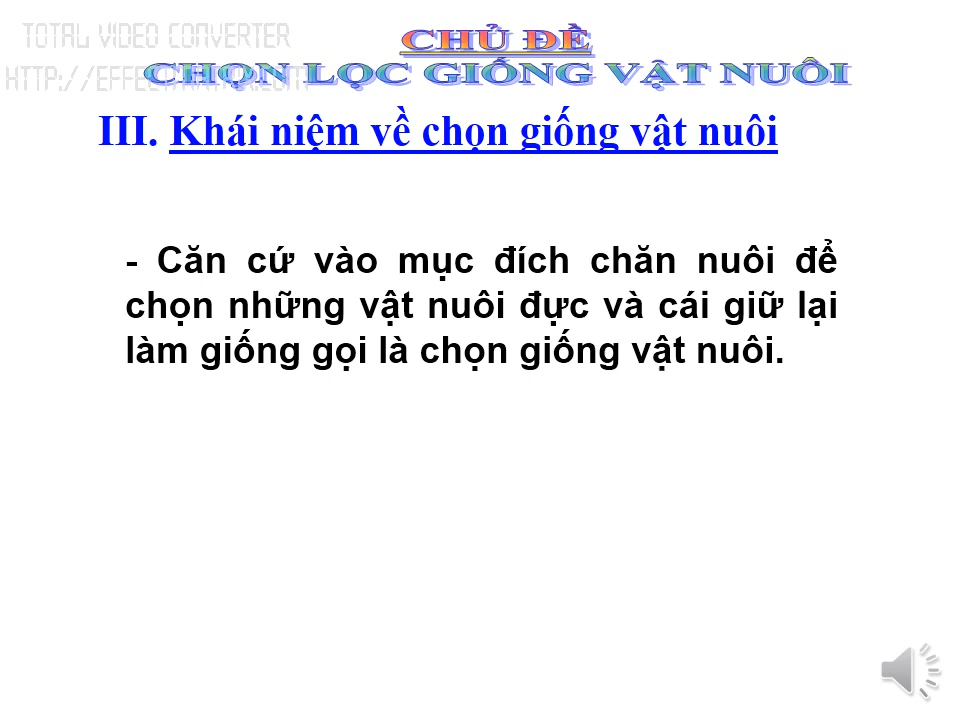 TOTAL VIDEO CONVERTER
CHỦ ĐỀ
CHỌN LỌC GIỐNG VẬT NUÔI
III. Khái niệm về chọn giống vật nuôi
- Căn cứ vào mục đích chăn nuôi để
chọn những vật nuôi đực và cái giữ lại
làm giống gọi là chọn giống vật nuôi.